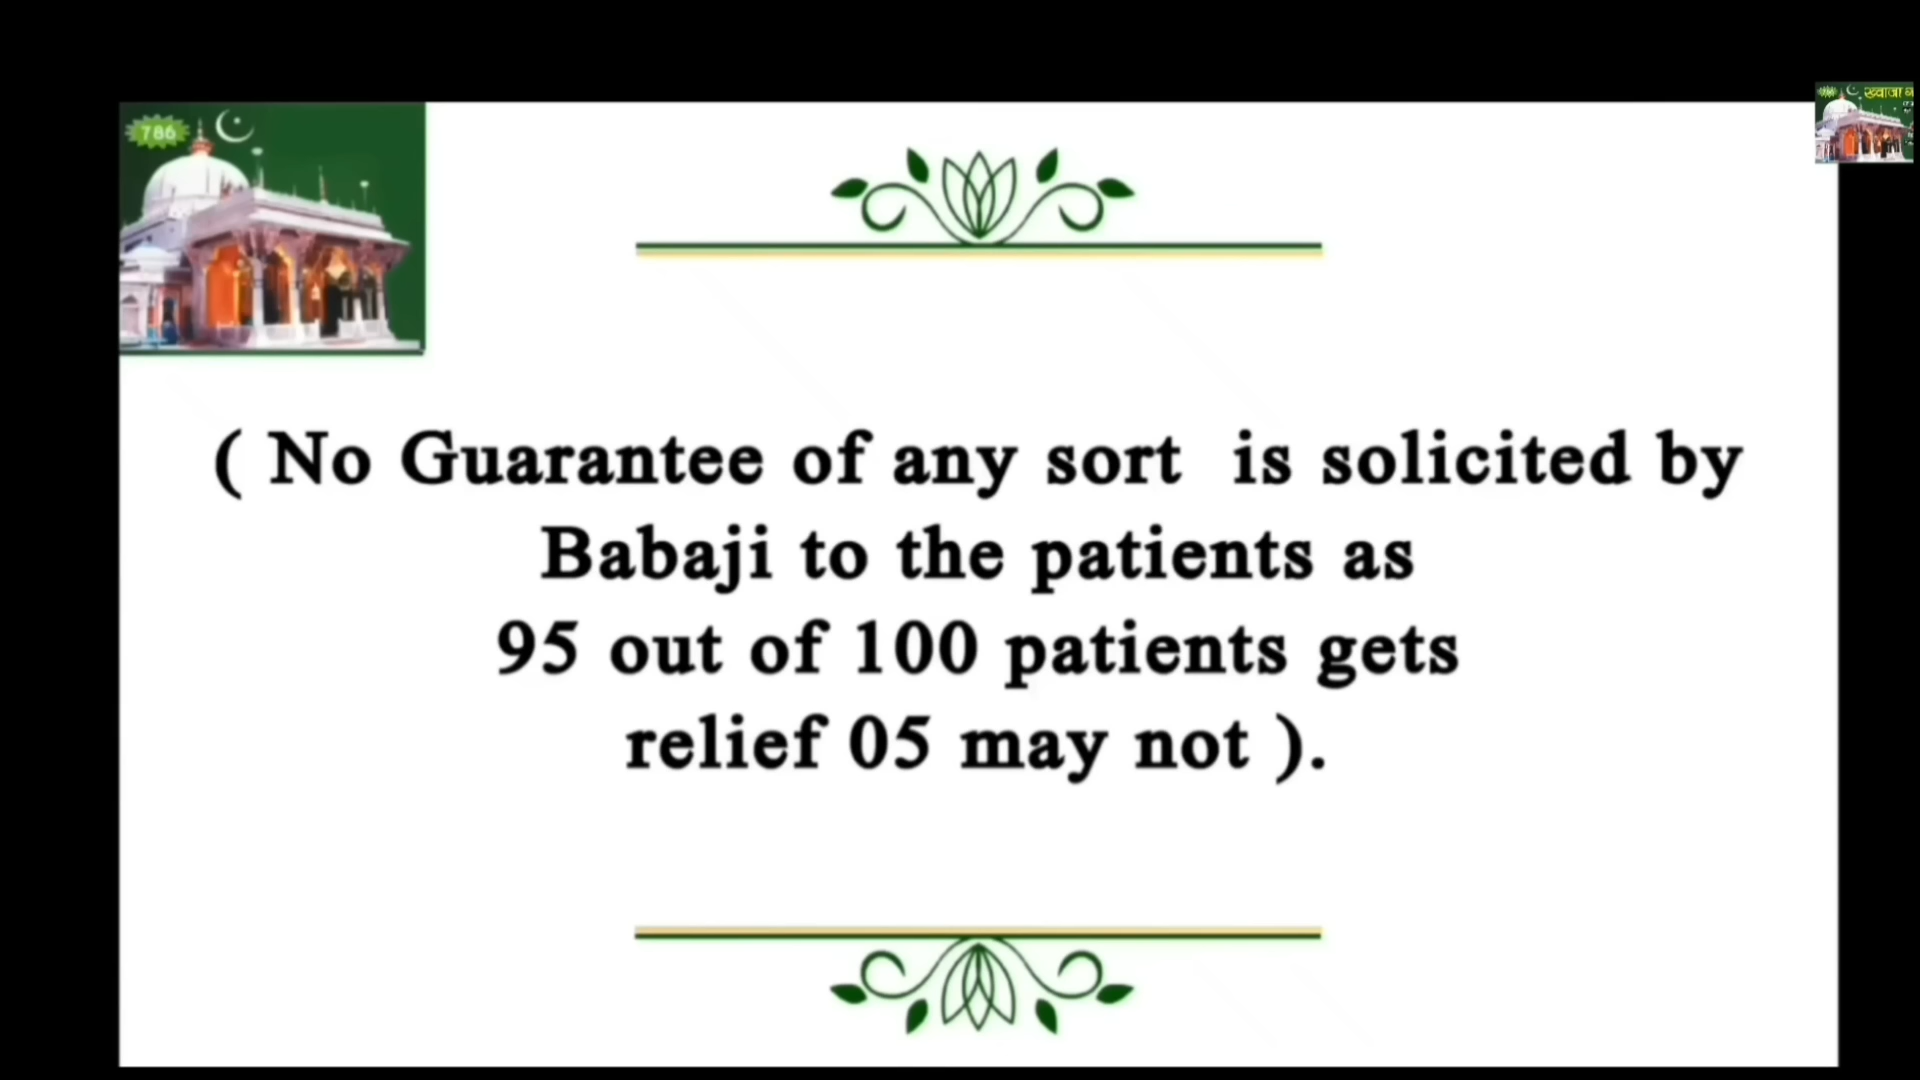 786
ख्वाजा
( No Guarantee of any sort is solicited by
Babaji to the patients as
95 out of 100 patients gets
relief 05 may not ).